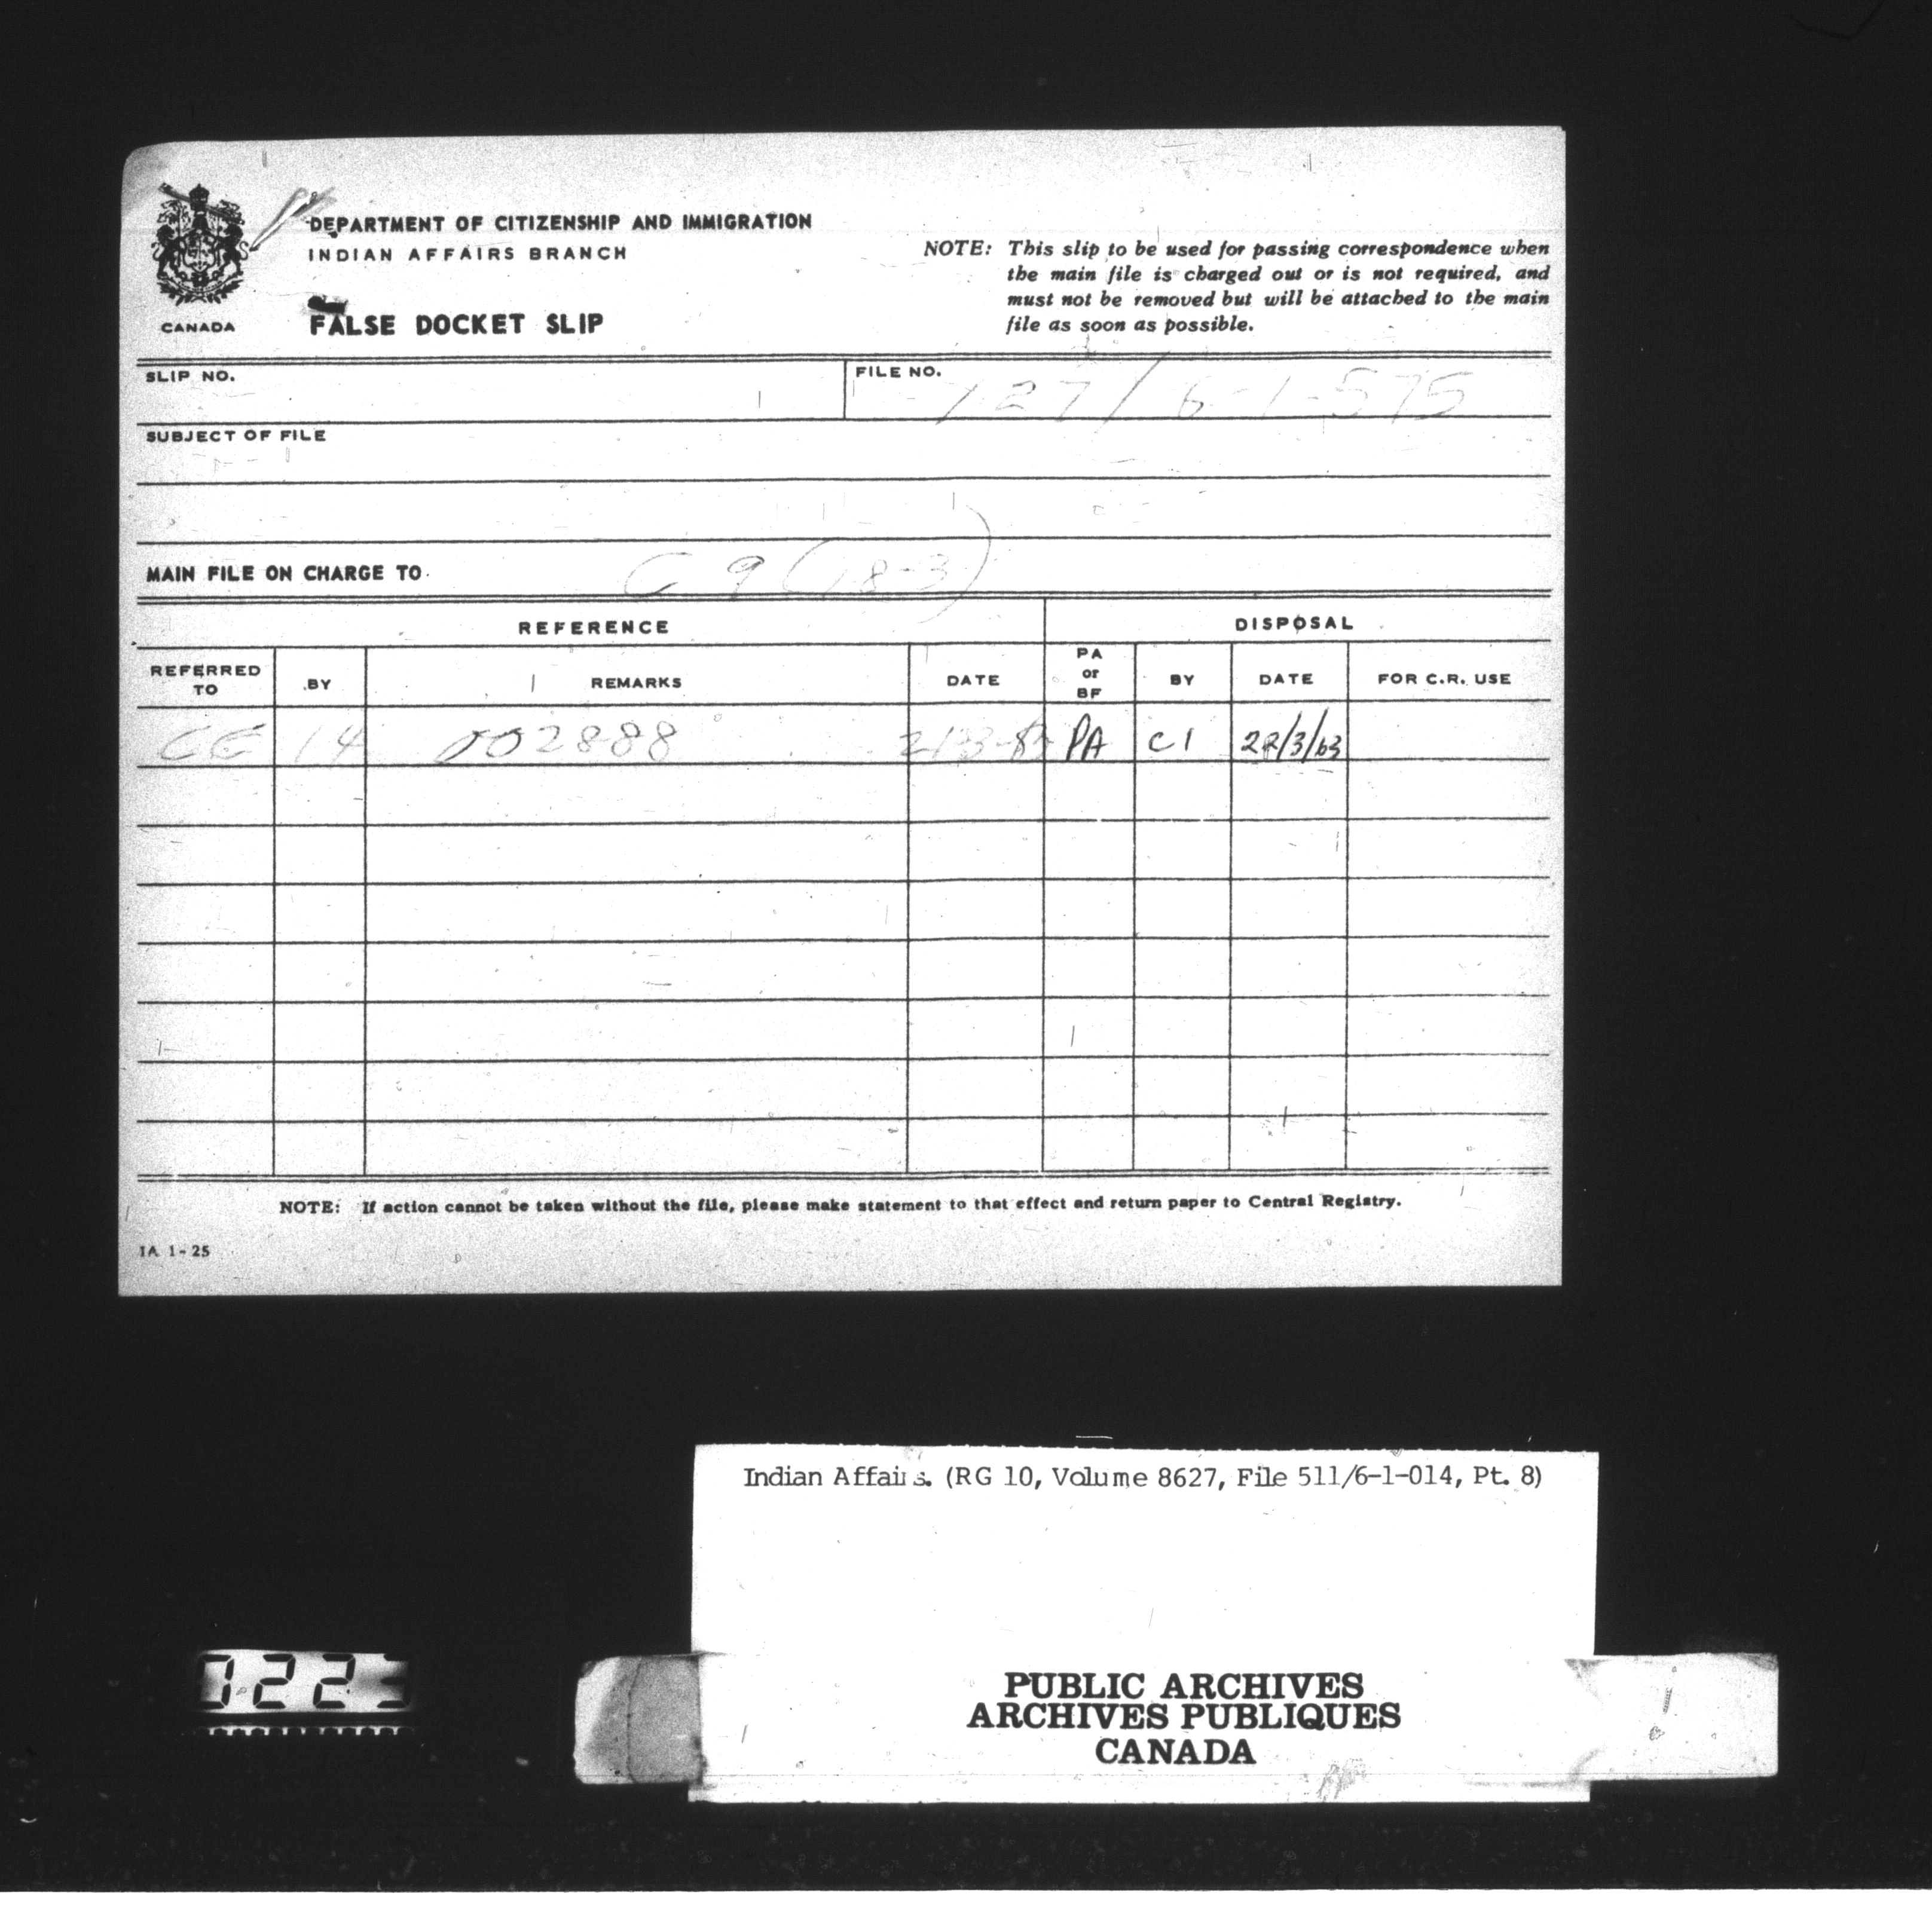 DEPARTMENT OF CITIZENSHIP AND IMMIGRATION
INDIAN AFFAIRS BRANCH
CANADA
FALSE DOCKET SLIP
NOTE: This slip to be used for passing correspondence when
the main file is charged out or is not required, and
must not be removed but will be attached to the main
file as soon as possible.
SLIP NO.
FILE NO. 127/6-1-575
SUBJECT OF FILE
MAIN FILE ON CHARGE TO. C9 (18-3)
REFERENCE DISPOSAL
REFERRED TO BY REMARKS DATE PA or BF BY DATE FOR C.R. USE
CE 14 002888 PA C1 22/3/63
NOTE: If action cannot be taken without the file, please make statement to that effect and return paper to Central Registry.
IA 1-25
Indian Affairs. (RG 10, Volume 8627, File 511/6-1-014, Pt. 8)
PUBLIC ARCHIVES
ARCHIVES PUBLIQUES
CANADA